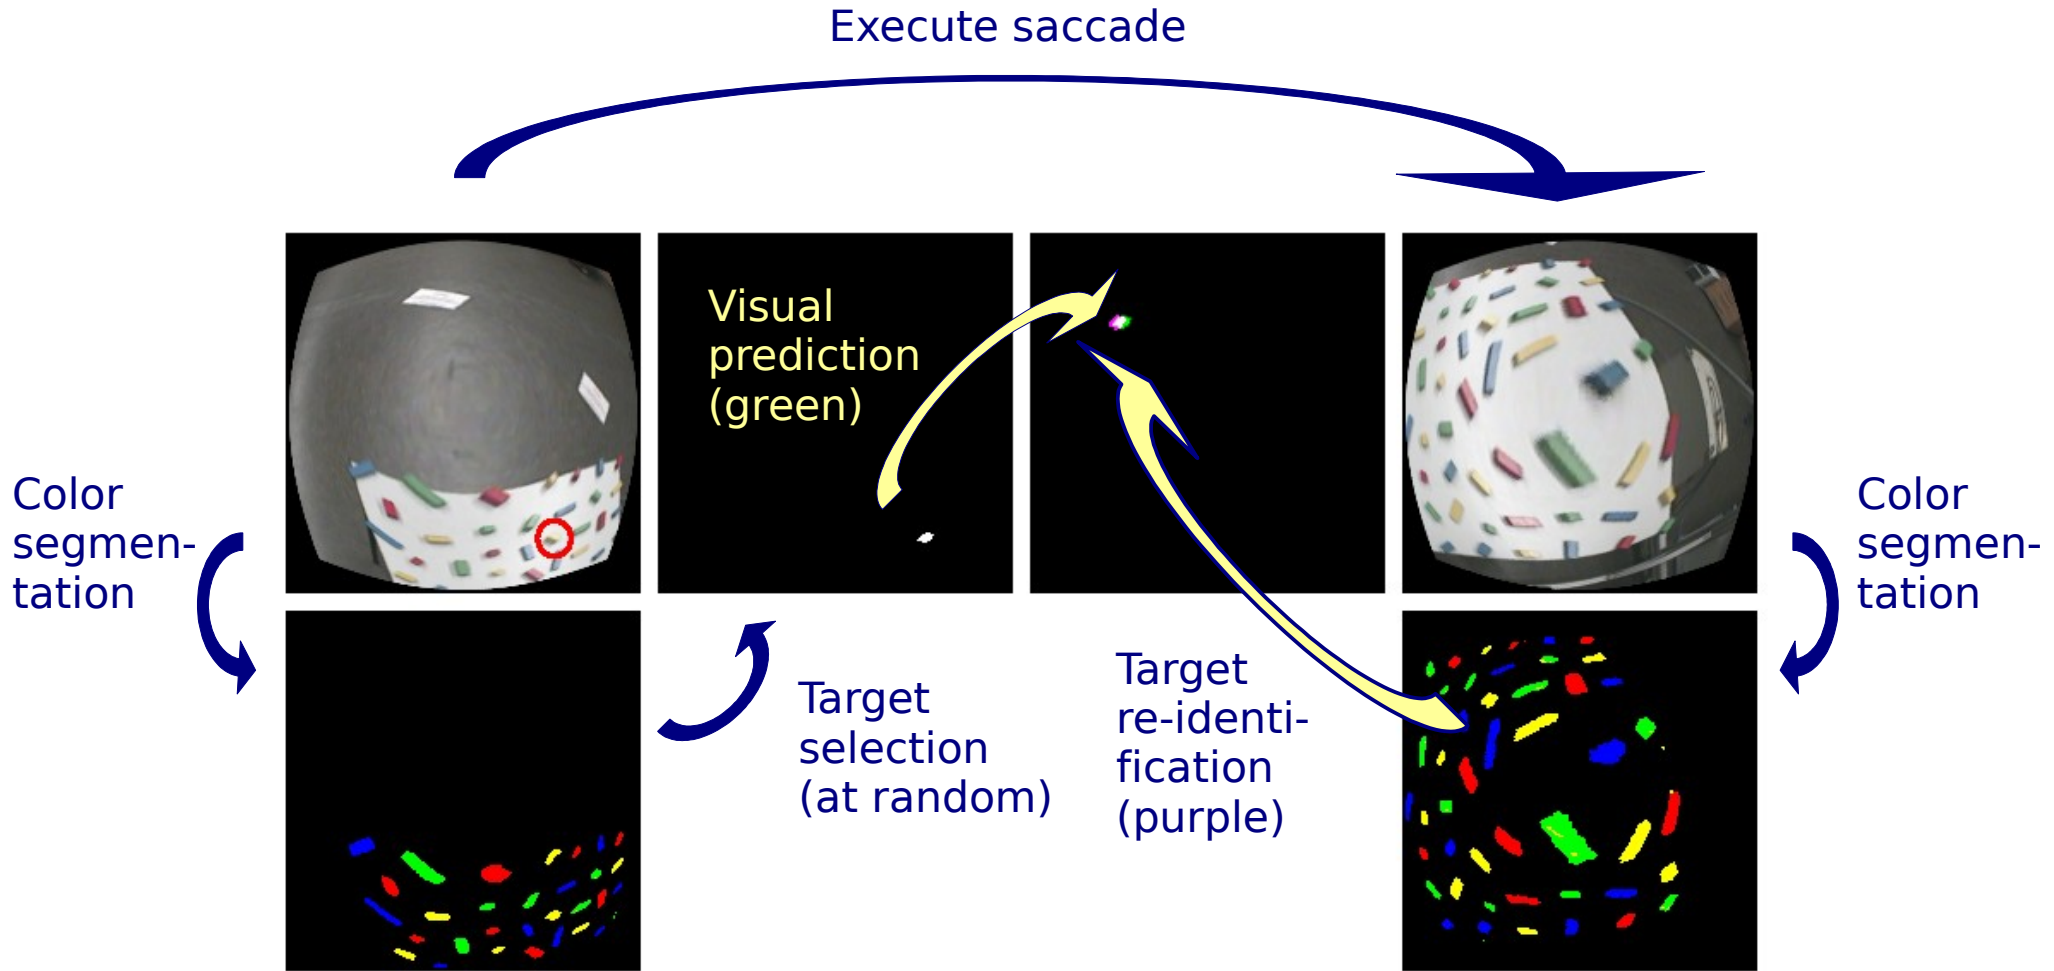 Execute saccade
Visual
prediction
(green)
Color
segmen-
tation
Color
segmen-
tation
Target
selection
(at random)
Target
re-identi-
fication
(purple)